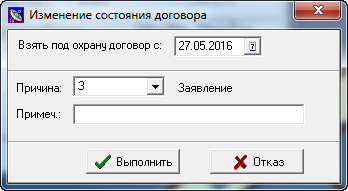 Изменение состояния договора
Взять под охрану договор с: 27.05.2016
Причина: 3 Заявление
Примеч.:
Выполнить Отказ